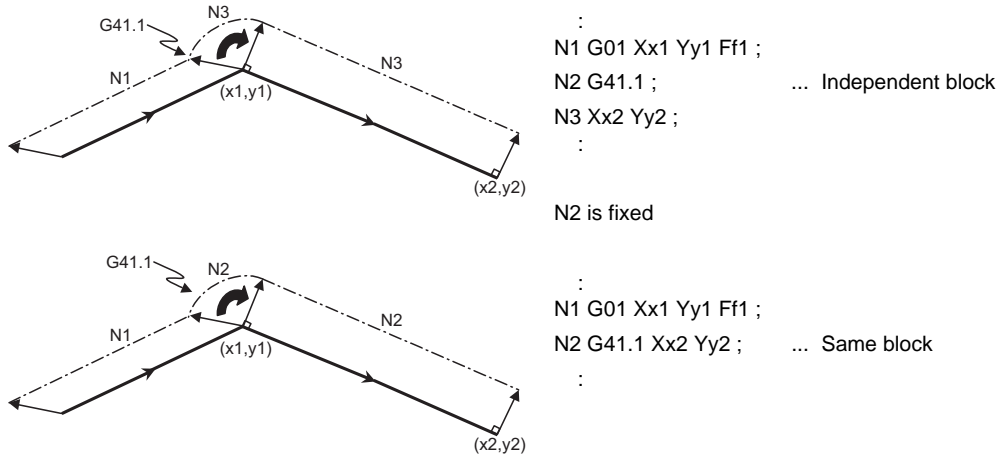 N3
G41.1
N1
N3
(x1,y1)
(x2,y2)
:
N1 G01 Xx1 Yy1 Ff1 ;
N2 G41.1 ; ... Independent block
N3 Xx2 Yy2 ;
:
N2 is fixed
G41.1
N2
N1
N2
(x1,y1)
(x2,y2)
:
N1 G01 Xx1 Yy1 Ff1 ;
N2 G41.1 Xx2 Yy2 ; ... Same block
: